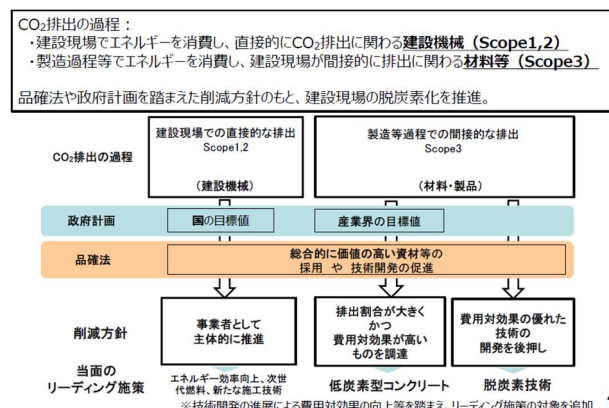 CO₂排出の過程：
・建設現場でエネルギーを消費し、直接的にCO₂排出に関わる建設機械（Scope1,2）
・製造過程等でエネルギーを消費し、建設現場が間接的に排出に関わる材料等（Scope3）
品確法や政府計画を踏まえた削減方針のもと、建設現場の脱炭素化を推進。
CO₂排出の過程
建設現場での直接的な排出
Scope1,2
（建設機械）
製造等過程での間接的な排出
Scope3
（材料・製品）
政府計画
国の目標値
産業界の目標値
品確法
総合的に価値の高い資材等の
採用 や 技術開発の促進
削減方針
事業者として
主体的に推進
排出割合が大きく
かつ
費用対効果が高い
ものを調達
費用対効果の優れた
技術の
開発を後押し
当面の
リーディング施策
エネルギー効率向上、次世
代燃料、新たな施工技術
低炭素型コンクリート
脱炭素技術
※技術開発の進展による費用対効果の向上等を踏まえ、リーディング施策の対象を追加